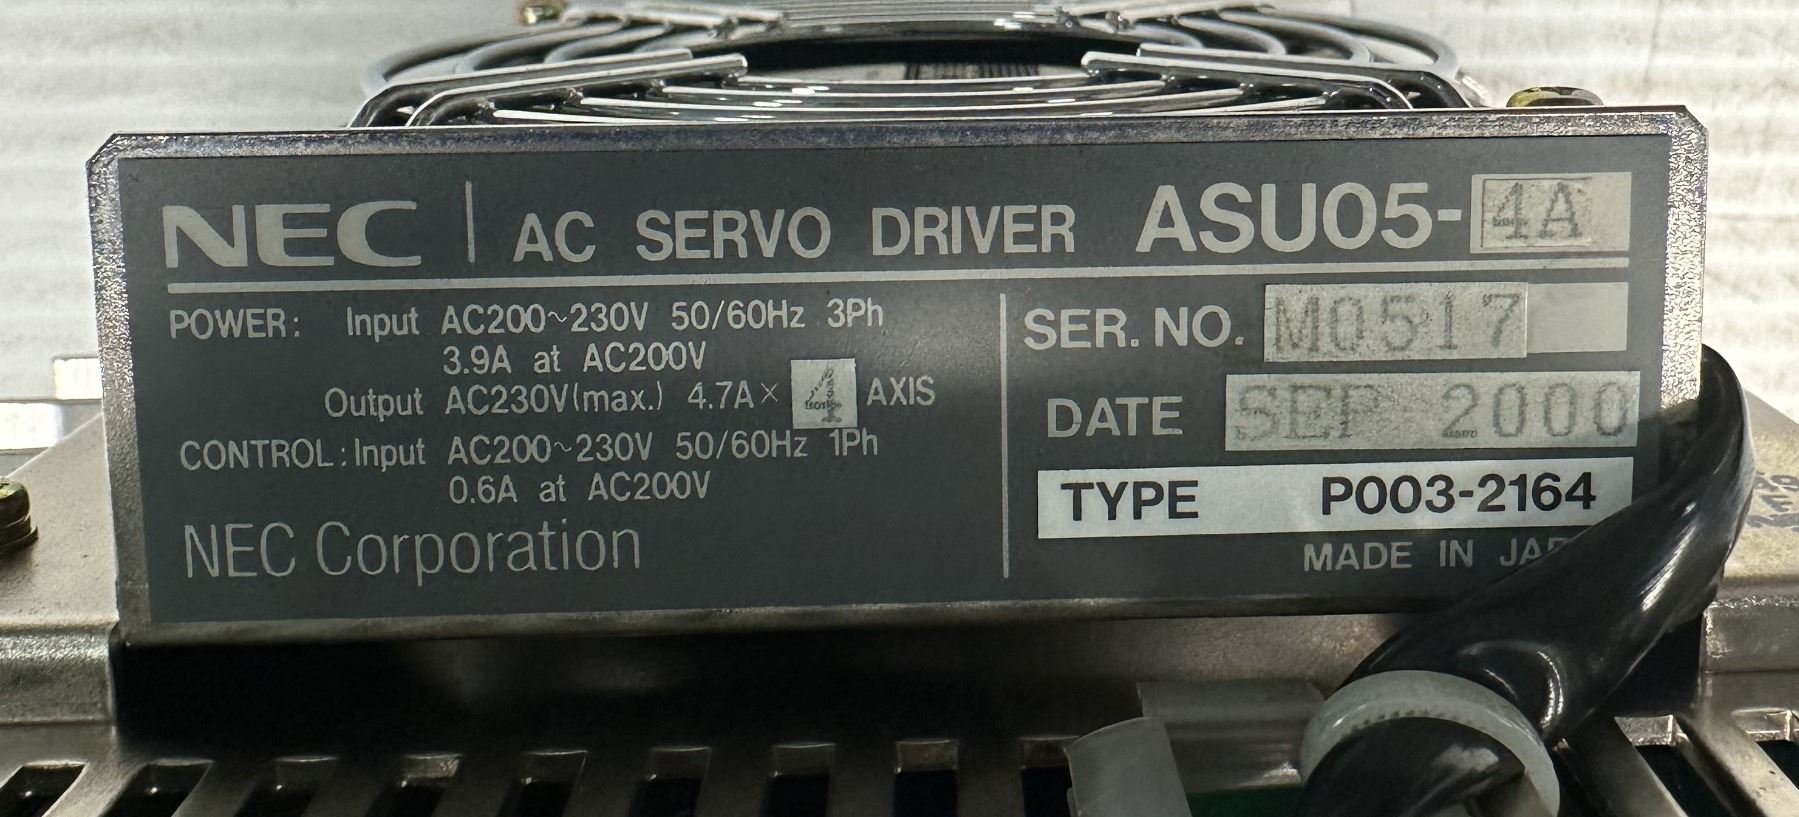 NEC AC SERVO DRIVER ASU05-4A
POWER: Input AC200~230V 50/60Hz 3Ph
3.9A at AC200V
Output AC230V(max.) 4.7A× 4 AXIS
CONTROL: Input AC200~230V 50/60Hz 1Ph
0.6A at AC200V
NEC Corporation
SER. NO. M0517
DATE SEP 2000
TYPE P003-2164
MADE IN